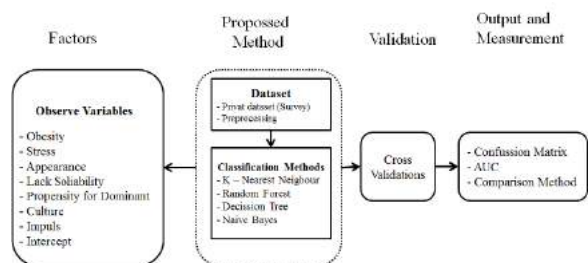 Factors
Propossed
Method
Validation
Output and
Measurement
Observe Variables
- Obesity
- Stress
- Appearance
- Lack Soliability
- Propensity for Dominant
- Culture
- Impuls
- Intercept
Dataset
- Privat dataset (Survey)
- Preprocessing
Classification Methods
- K – Nearest Neighbour
- Random Forest
- Decission Tree
- Naive Bayes
Cross
Validations
- Confussion Matrix
- AUC
- Comparison Method